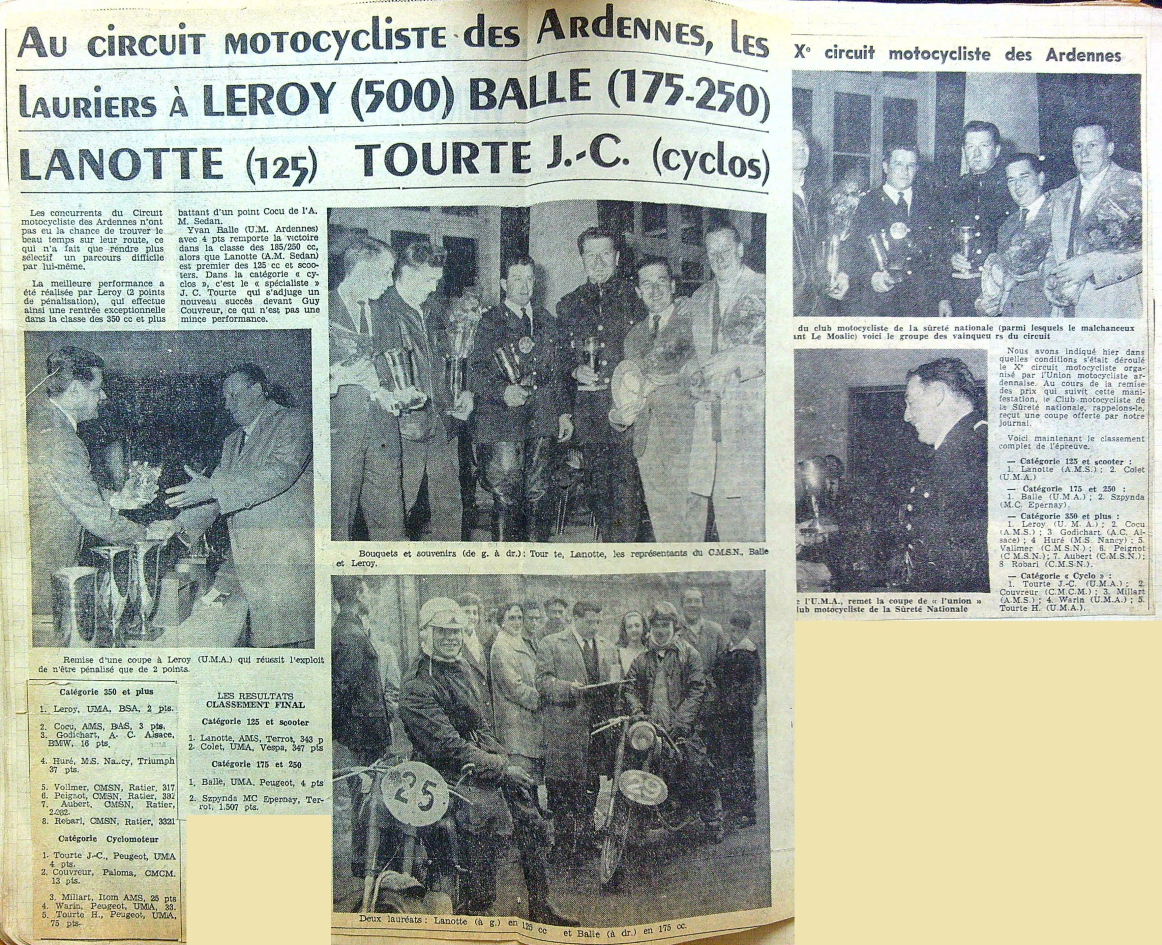 Au circuit motocycliste des Ardennes, les
lauriers à LEROY (500) BALLE (175-250)
LANOTTE (125) TOURTE J.-C. (cyclos)
Les concurrents du Circuit
motocycliste des Ardennes n'ont
pas eu la chance de trouver le
beau temps sur leur route, ce
qui n'a fait que rendre plus
sélectif un parcours difficile
par lui-même.
La meilleure performance a
été réalisée par Leroy (2 points
de pénalisation), qui effectue
ainsi une rentrée exceptionnelle
dans la classe des 350 cc et plus
battant d'un point Cocu de l'A.
M. Sedan.
Yvan Balle (U.M. Ardennes)
avec 4 pts remporte la victoire
dans la classe des 185/250 cc,
alors que Lanotte (A.M. Sedan)
est premier des 125 cc et scoo-
ters. Dans la catégorie « cy-
clos », c'est le « spécialiste »
J. C. Tourte qui s'adjuge un
nouveau succès devant Guy
Couvreur, ce qui n'est pas une
mince performance.
Remise d'une coupe à Leroy (U.M.A.) qui réussit l'exploit
de n'être pénalisé que de 2 points.
Bouquets et souvenirs (de g. à dr.) : Tour te, Lanotte, les représentants du C.M.S.N., Balle
et Leroy.
Catégorie 350 et plus
1. Leroy, UMA, BSA, 2 pts.
2. Cocu, AMS, BAS, 3 pts.
3. Godichart, A. C. Alsace,
BMW, 16 pts.
4. Huré, M.S. Na..cy, Triumph
37 pts.
5. Vollmer, CMSN, Ratier, 317
6. Peignot, CMSN, Ratier, 382
7. Aubert, CMSN, Ratier,
8. Robari, CMSN, Ratier, 3321
Catégorie Cyclomoteur
1. Tourte J.-C., Peugeot, UMA
4 pts.
2. Couvreur, Paloma, CMCM.
13 pts.
3. Millart, Itom AMS, 25 pts
4. Warin, Peugeot, UMA, 33.
5. Tourte H., Peugeot, UMA,
75 pts.
LES RESULTATS
CLASSEMENT FINAL
Catégorie 125 et scooter
1. Lanotte, AMS, Terrot, 343 p
2. Colet, UMA, Vespa, 347 pts
Catégorie 175 et 250
1. Balle, UMA, Peugeot, 4 pts
2. Szpynda MC Epernay, Ter-
rot, 1.507 pts.
25
29
Deux lauréats : Lanotte (à g.) en 125 cc et Balle (à dr.) en 175 cc.
Xe circuit motocycliste des Ardennes
du club motocycliste de la sûreté nationale (parmi lesquels le malchanceux
ant Le Moalic) voici le groupe des vainqueu rs du circuit
Nous avons indiqué hier dans
quelles conditions s'était déroulé
le Xe circuit motocycliste orga-
nisé par l'Union motocycliste ar-
dennaise. Au cours de la remise
des prix qui suivit cette mani-
festation, le Club motocycliste de
la Sûreté nationale, rappelons-le,
reçut une coupe offerte par notre
journal.
Voici maintenant le classement
complet de l'épreuve.
— Catégorie 125 et scooter :
1. Lanotte (A.M.S.) ; 2. Colet
(U.M.A.)
— Catégorie 175 et 250 :
1. Balle (U.M.A.) ; 2. Szpynda
(M.C. Epernay).
— Catégorie 350 et plus :
1. Leroy (U. M. A.) ; 2. Cocu
(A.M.S.) ; 3 Godichart (A.C. Al-
sace) ; 4 Huré (M.S. Nancy) ; 5.
Vallmer (C.M.S.N.) ; 6. Peignot
(C.M.S.N.) ; 7. Aubert (C.M.S.N.) ;
8 Robari (C.M.S.N.).
— Catégorie « Cyclo » :
1. Tourte J.-C. (U.M.A.) ; 2.
Couvreur (C.M.C.M.) ; 3. Millart
(A.M.S.) ; 4. Warin (U.M.A.) ; 5.
Tourte H. (U.M.A.).
e l'U.M.A., remet la coupe de « l'union »
lub motocycliste de la Sûreté Nationale